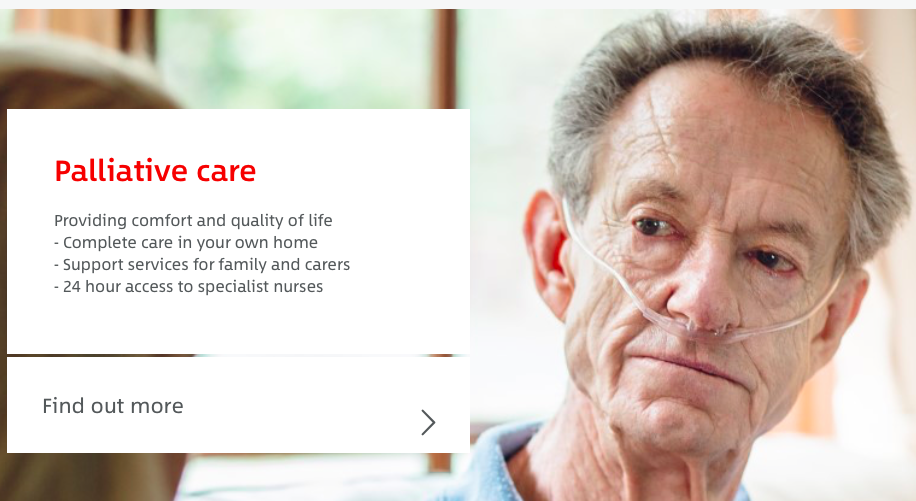 Palliative care
Providing comfort and quality of life
- Complete care in your own home
- Support services for family and carers
- 24 hour access to specialist nurses
Find out more